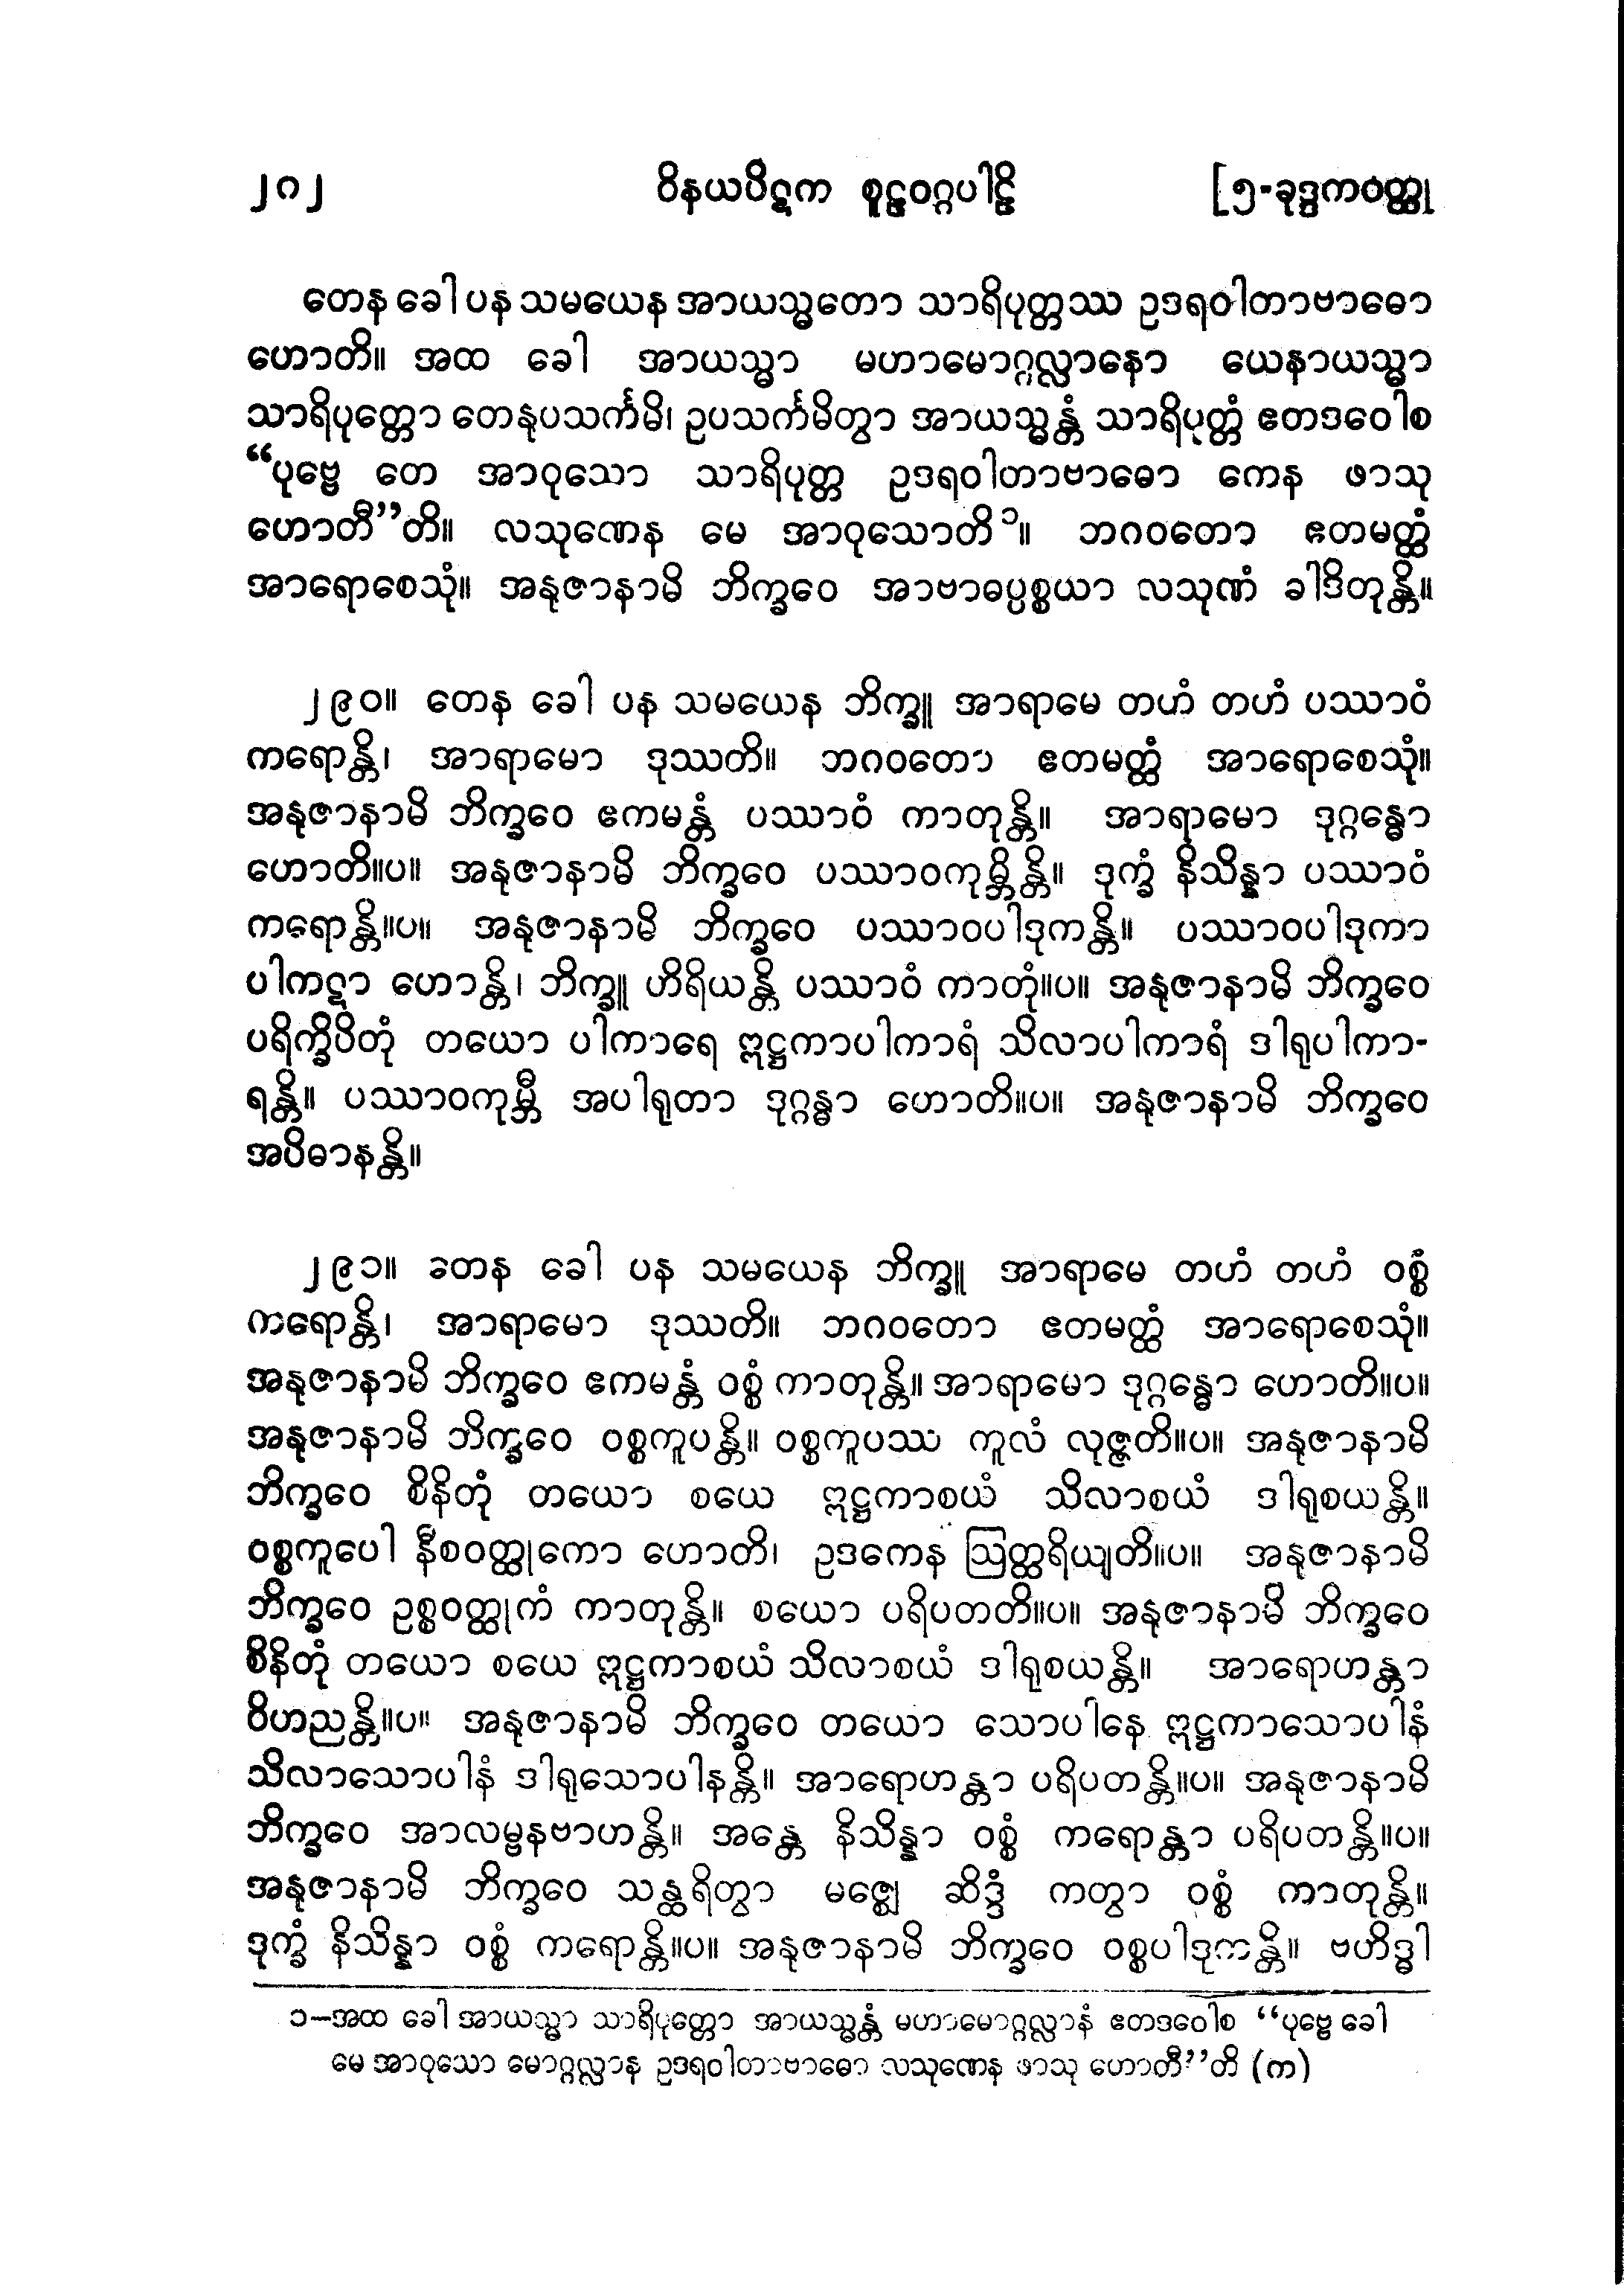 ၂၈၂ ဝိနယပိဋက စူဠဝဂ္ဂပါဠိ [၅-ခုဒ္ဒကဝတ္ထု
တေန ခေါ ပန သမယေန အာယသ္မတော သာရိပုတ္တဿ ဥဒရဝါတာဗာဓော
ဟောတိ။ အထ ခေါ အာယသ္မာ မဟာမောဂ္ဂလ္လာနော ယေနာယသ္မာ
သာရိပုတ္တော တေနုပသင်္ကမိ၊ ဥပသင်္ကမိတွာ အာယသ္မန္တံ သာရိပုတ္တံ ဧတဒဝေါစ
“ပုဗ္ဗေ တေ အာဝုသော သာရိပုတ္တ ဥဒရဝါတာဗာဓော ကေန ဖာသု
ဟောတီ”တိ။ လသုဏေန မေ အာဝုသောတိ၁။ ဘဂဝတော ဧတမတ္ထံ
အာရောစေသုံ။ အနုဇာနာမိ ဘိက္ခဝေ အာဗာဓပ္ပစ္စယာ လသုဏံ ခါဒိတုန္တိ။
၂၉၀။ တေန ခေါ ပန သမယေန ဘိက္ခူ အာရာမေ တဟံ တဟံ ပဿာဝံ
ကရောန္တိ၊ အာရာမော ဒုဿတိ။ ဘဂဝတော ဧတမတ္ထံ အာရောစေသုံ။
အနုဇာနာမိ ဘိက္ခဝေ ဧကမန္တံ ပဿာဝံ ကာတုန္တိ။ အာရာမော ဒုဂ္ဂန္ဓော
ဟောတိ။ပ။ အနုဇာနာမိ ဘိက္ခဝေ ပဿာဝကုမ္ဘိန္တိ။ ဒုက္ခံ နိသိန္နာ ပဿာဝံ
ကရောန္တိ။ပ။ အနုဇာနာမိ ဘိက္ခဝေ ပဿာဝပါဒုကန္တိ။ ပဿာဝပါဒုကာ
ပါကဋာ ဟောန္တိ၊ ဘိက္ခူ ဟိရိယန္တိ ပဿာဝံ ကာတုံ။ပ။ အနုဇာနာမိ ဘိက္ခဝေ
ပရိက္ခိပိတုံ တယော ပါကာရေ ဣဋ္ဌကာပါကာရံ သိလာပါကာရံ ဒါရုပါကာ-
ရန္တိ။ ပဿာဝကုမ္ဘီ အပါရုတာ ဒုဂ္ဂန္ဓာ ဟောတိ။ပ။ အနုဇာနာမိ ဘိက္ခဝေ
အပိဓာနန္တိ။
၂၉၁။ တေန ခေါ ပန သမယေန ဘိက္ခူ အာရာမေ တဟံ တဟံ ဝစ္စံ
ကရောန္တိ၊ အာရာမော ဒုဿတိ။ ဘဂဝတော ဧတမတ္ထံ အာရောစေသုံ။
အနုဇာနာမိ ဘိက္ခဝေ ဧကမန္တံ ဝစ္စံ ကာတုန္တိ။ အာရာမော ဒုဂ္ဂန္ဓော ဟောတိ။ပ။
အနုဇာနာမိ ဘိက္ခဝေ ဝစ္စကူပန္တိ။ ဝစ္စကူပဿ ကူလံ လုဇ္ဇတိ။ပ။ အနုဇာနာမိ
ဘိက္ခဝေ စိနိတုံ တယော စယေ ဣဋ္ဌကာစယံ သိလာစယံ ဒါရုစယန္တိ။
ဝစ္စကူပေါ နီစဝတ္ထုကော ဟောတိ၊ ဥဒကေန ဩတ္ထရိယျတိ။ပ။ အနုဇာနာမိ
ဘိက္ခဝေ ဥစ္စဝတ္ထုကံ ကာတုန္တိ။ စယော ပရိပတတိ။ပ။ အနုဇာနာမိ ဘိက္ခဝေ
စိနိတုံ တယော စယေ ဣဋ္ဌကာစယံ သိလာစယံ ဒါရုစယန္တိ။ အာရောဟန္တာ
ဝိဟညန္တိ။ပ။ အနုဇာနာမိ ဘိက္ခဝေ တယော သောပါနေ ဣဋ္ဌကာသောပါနံ
သိလာသောပါနံ ဒါရုသောပါနန္တိ။ အာရောဟန္တာ ပရိပတန္တိ။ပ။ အနုဇာနာမိ
ဘိက္ခဝေ အာလမ္ဗနဗာဟန္တိ။ အန္တေ နိသိန္နာ ဝစ္စံ ကရောန္တာ ပရိပတန္တိ။ပ။
အနုဇာနာမိ ဘိက္ခဝေ သန္ထရိတွာ မဇ္ဈေ ဆိဒ္ဒံ ကတွာ ဝစ္စံ ကာတုန္တိ။
ဒုက္ခံ နိသိန္နာ ဝစ္စံ ကရောန္တိ။ပ။ အနုဇာနာမိ ဘိက္ခဝေ ဝစ္စပါဒုကန္တိ။ ဗဟိဒ္ဓါ
၁–အထ ခေါ အာယသ္မာ သာရိပုတ္တော အာယသ္မန္တံ မဟာမောဂ္ဂလ္လာနံ ဧတဒဝေါစ “ပုဗ္ဗေ ခေါ
မေ အာဝုသော မောဂ္ဂလ္လာန ဥဒရဝါတာဗာဓော လသုဏေန ဖာသု ဟောတီ”တိ (က)